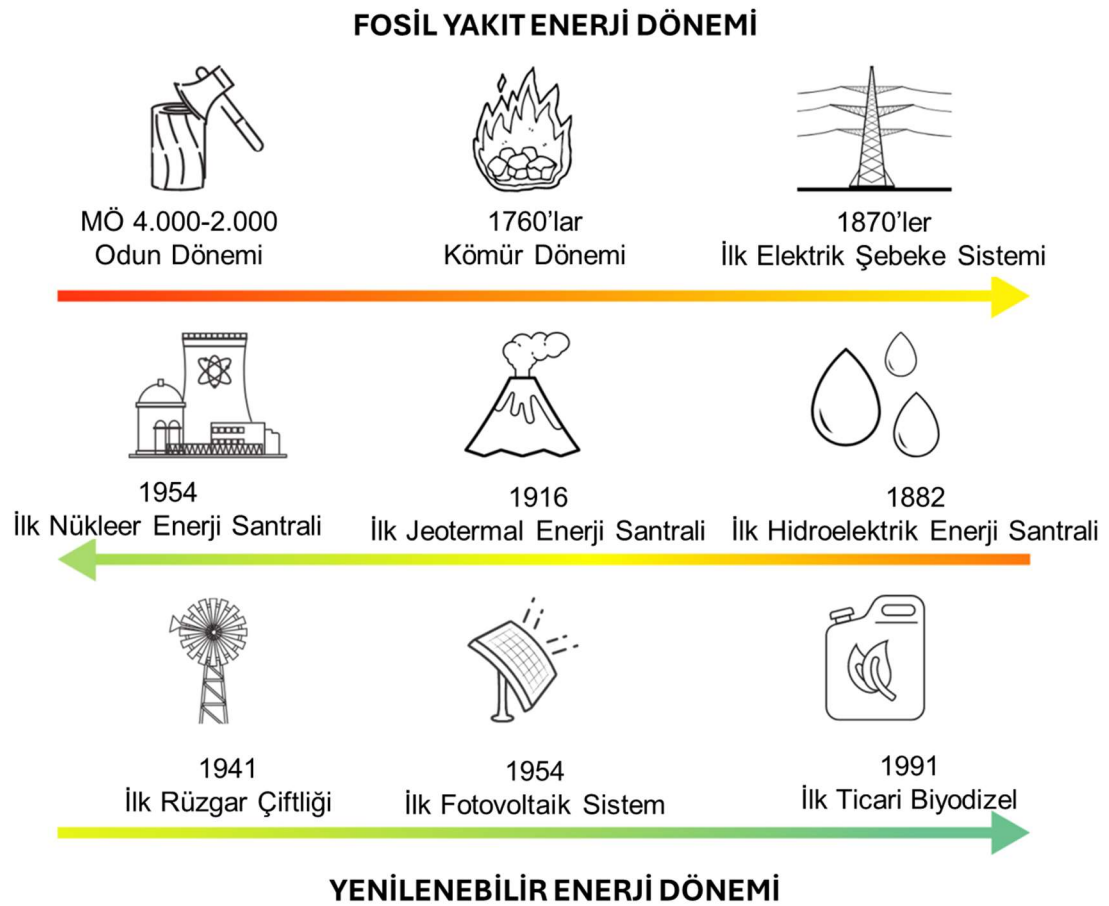 FOSİL YAKIT ENERJİ DÖNEMİ
MÖ 4.000-2.000
Odun Dönemi
1760’lar
Kömür Dönemi
1870’ler
İlk Elektrik Şebeke Sistemi
1954
İlk Nükleer Enerji Santrali
1916
İlk Jeotermal Enerji Santrali
1882
İlk Hidroelektrik Enerji Santrali
1941
İlk Rüzgar Çiftliği
1954
İlk Fotovoltaik Sistem
1991
İlk Ticari Biyodizel
YENİLENEBİLİR ENERJİ DÖNEMİ